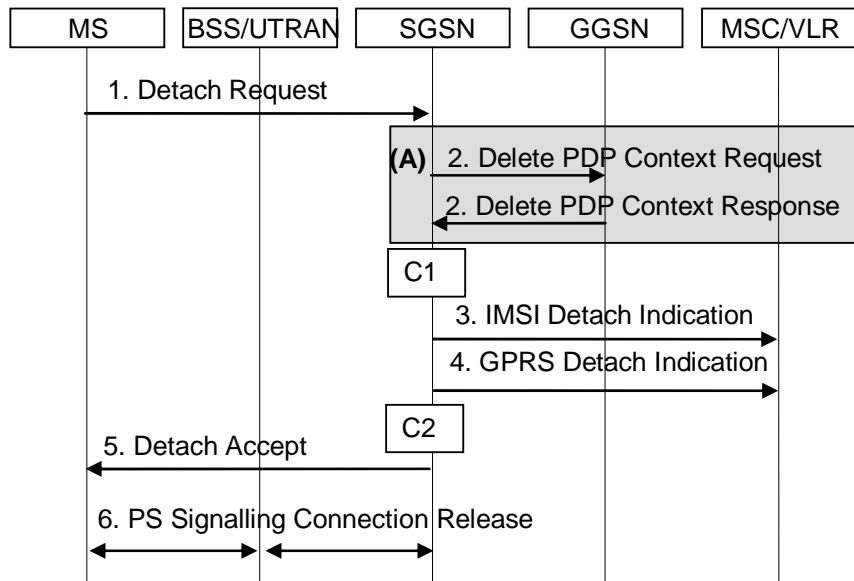 MS BSS/UTRAN SGSN GGSN MSC/VLR
1. Detach Request
(A) 2. Delete PDP Context Request
2. Delete PDP Context Response
C1
3. IMSI Detach Indication
4. GPRS Detach Indication
C2
5. Detach Accept
6. PS Signalling Connection Release